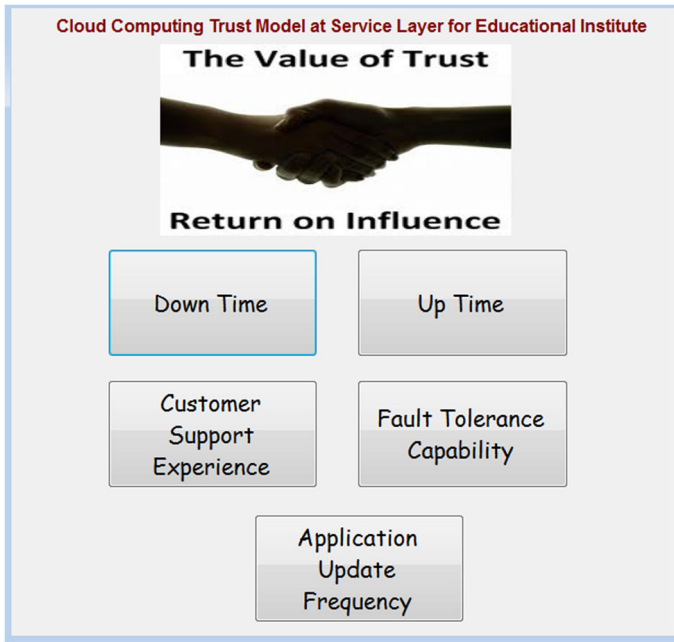 Cloud Computing Trust Model at Service Layer for Educational Institute
The Value of Trust
Return on Influence
Down Time
Up Time
Customer
Support
Experience
Fault Tolerance
Capability
Application
Update
Frequency